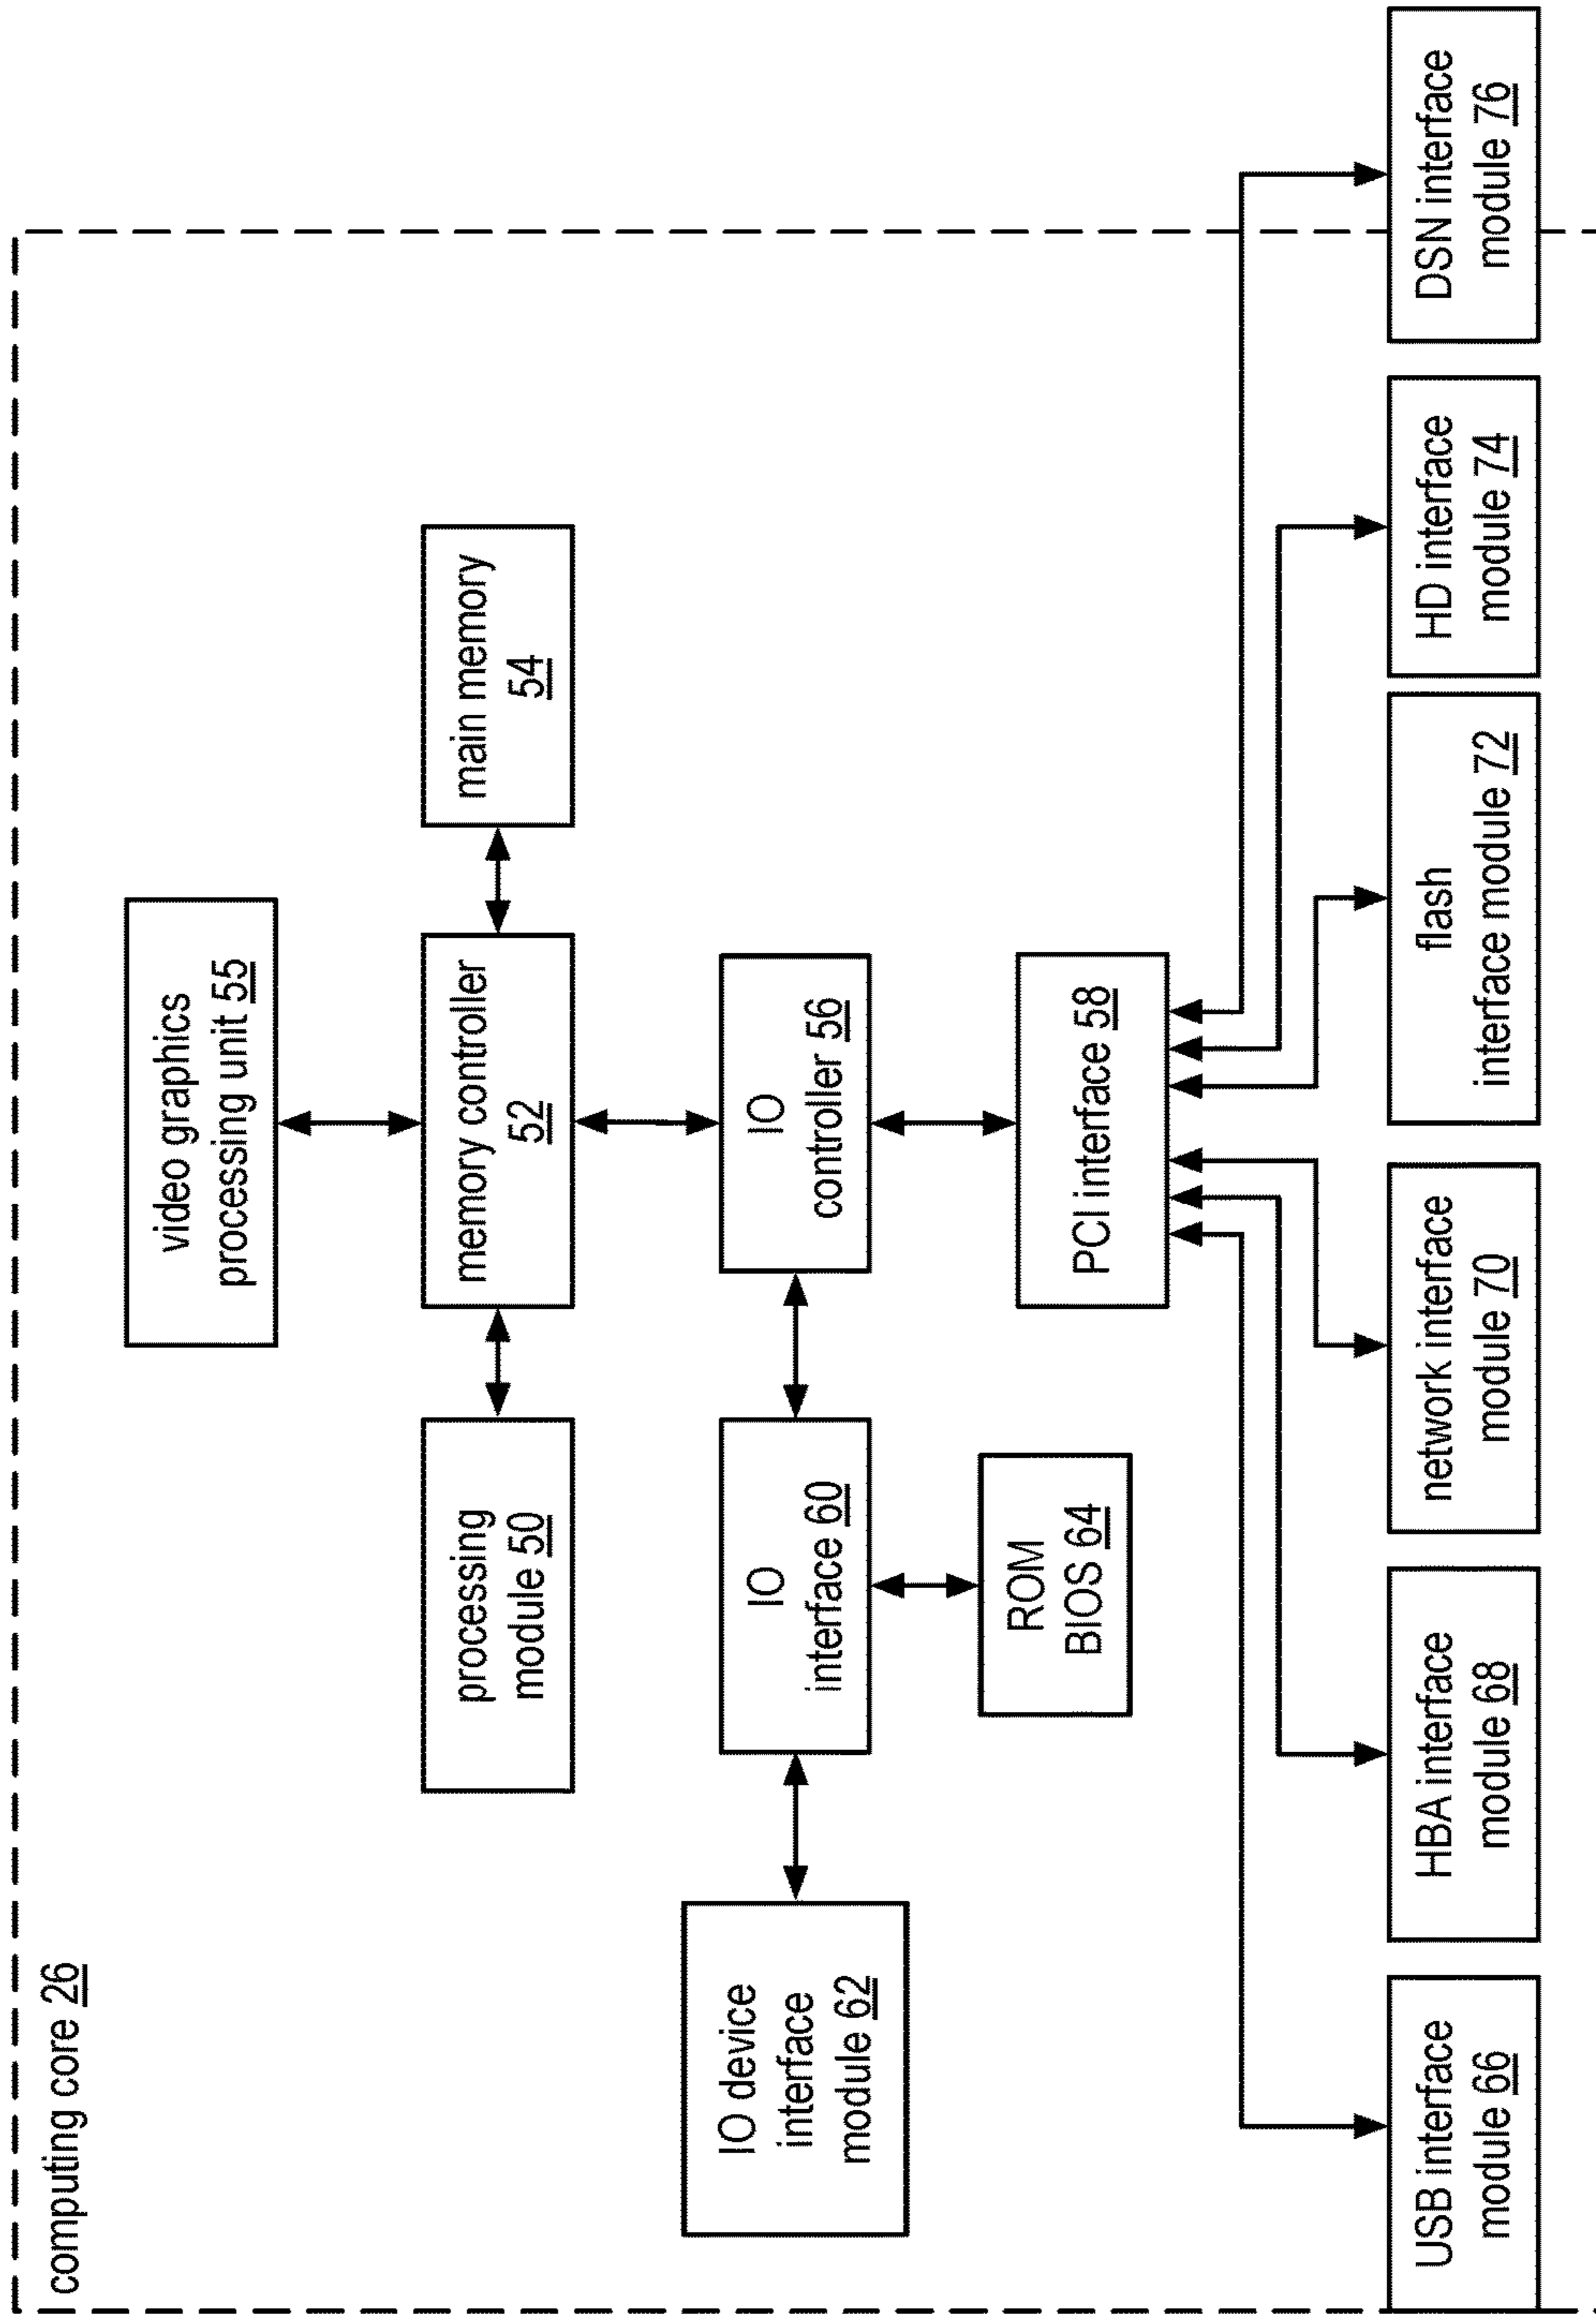 computing core 26
video graphics
processing unit 55
processing
module 50
memory controller
52
main memory
54
IO device
interface
module 62
IO
interface 60
IO
controller 56
ROM
BIOS 64
PCI interface 58
USB interface
module 66
HBA interface
module 68
network interface
module 70
flash
interface module 72
HD interface
module 74
DSN interface
module 76